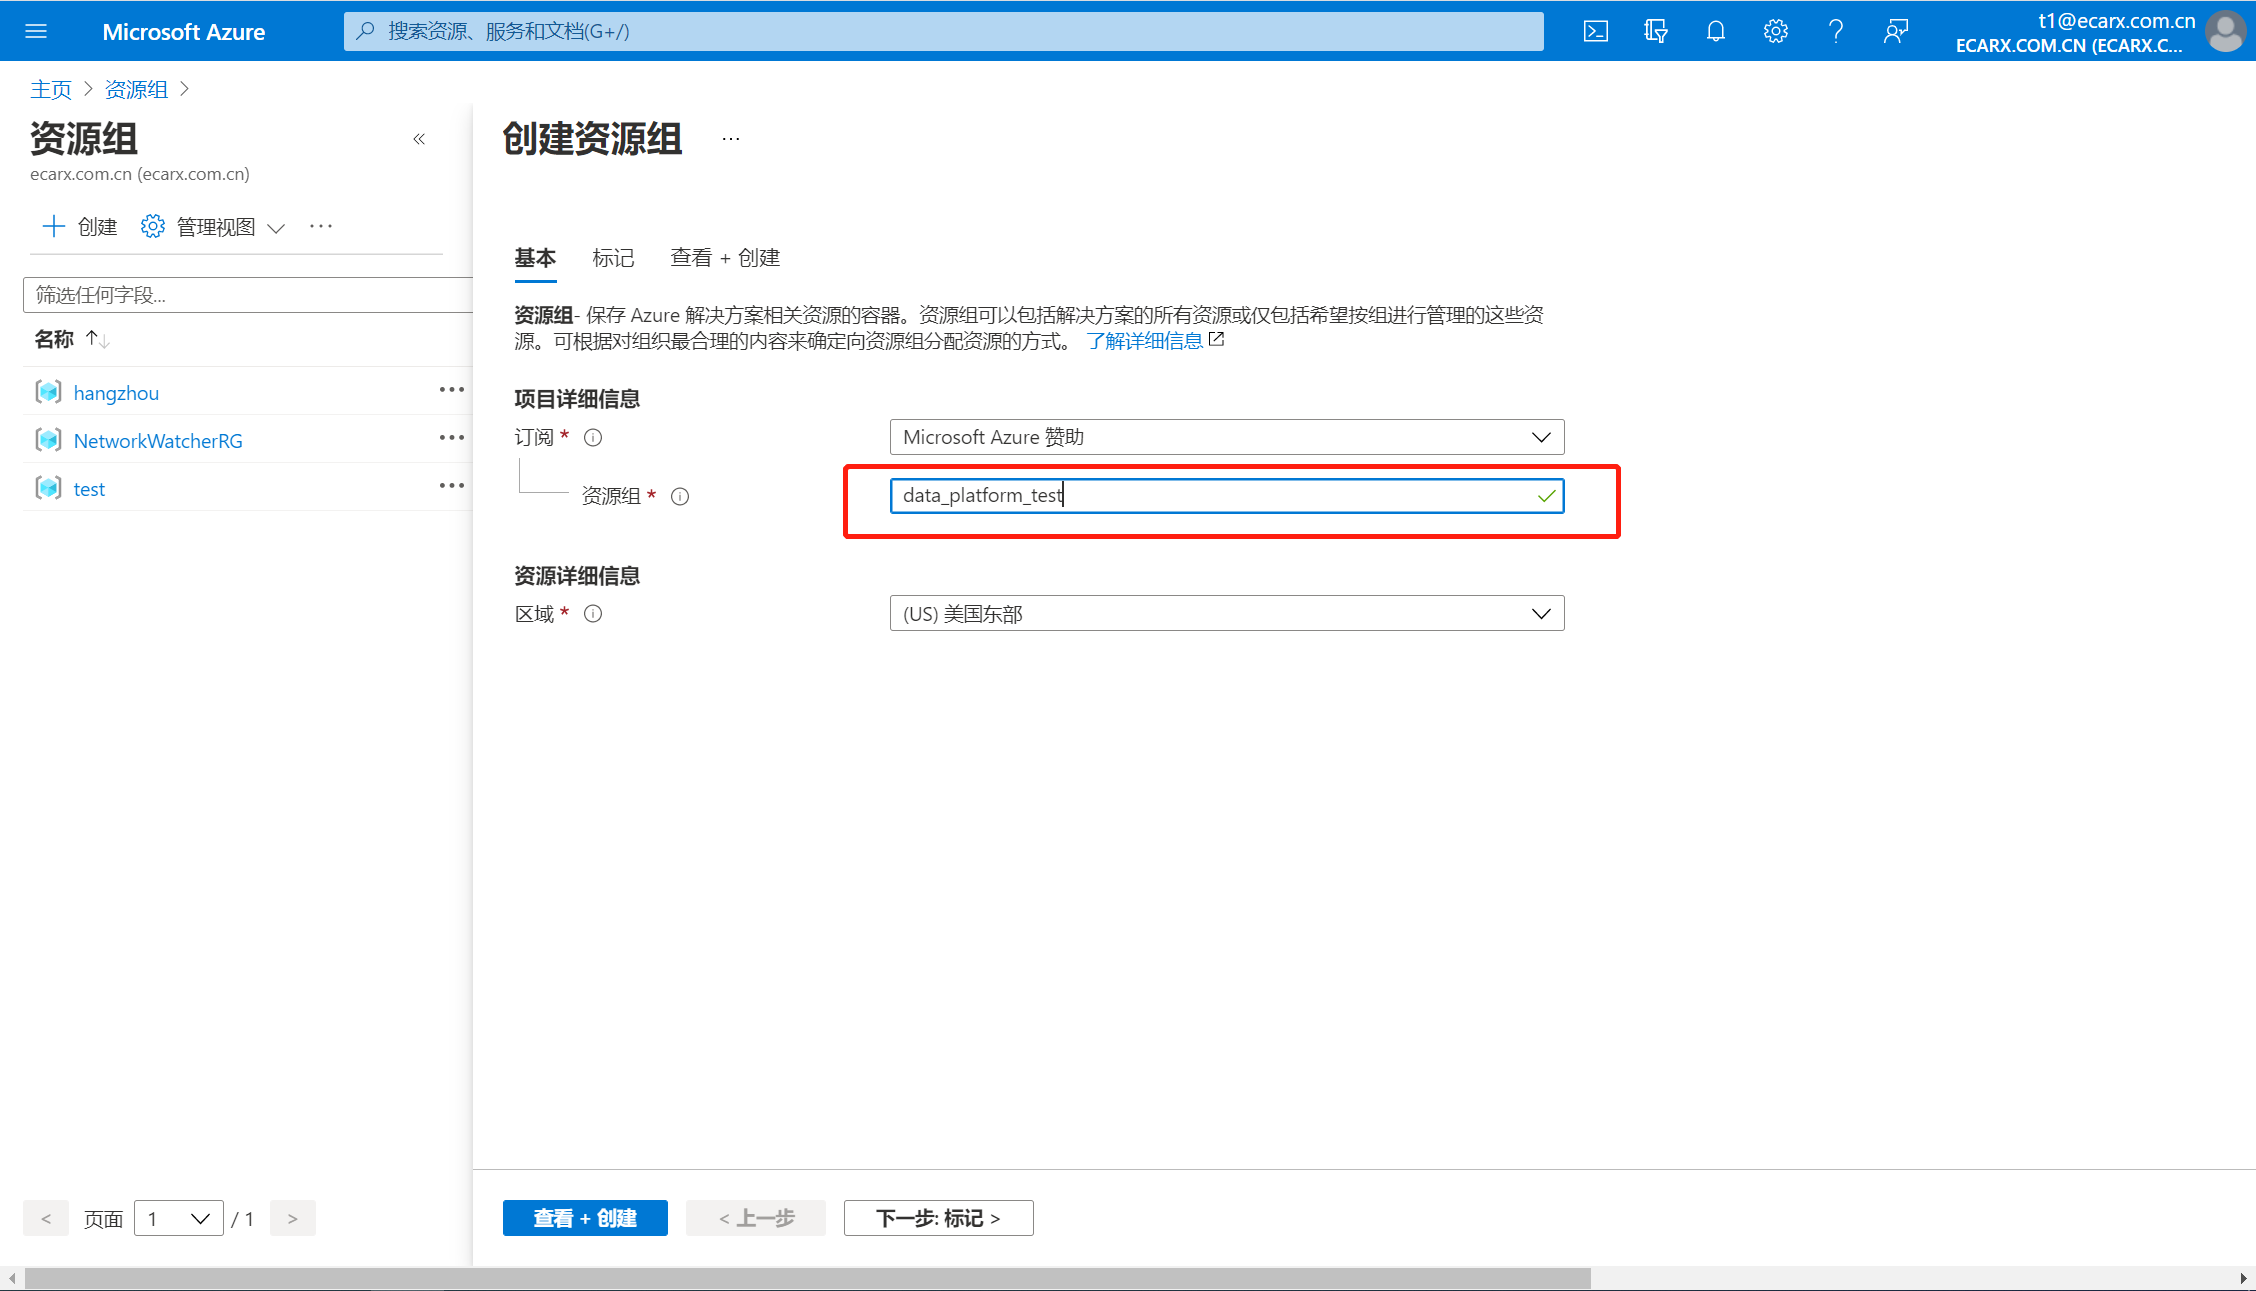 Microsoft Azure
搜索资源、服务和文档(G+/)
t1@ecarx.com.cn
ECARX.COM.CN (ECARX.C...
主页 > 资源组 >
资源组
ecarx.com.cn (ecarx.com.cn)
创建 管理视图 ...
筛选任何字段...
名称
hangzhou
NetworkWatcherRG
test
< 页面 1 / 1 >
创建资源组 ...
基本 标记 查看 + 创建
资源组- 保存 Azure 解决方案相关资源的容器。资源组可以包括解决方案的所有资源或仅包括希望按组进行管理的这些资
源。可根据对组织最合理的内容来确定向资源组分配资源的方式。 了解详细信息
项目详细信息
订阅 * Microsoft Azure 赞助
资源组 * data_platform_test
资源详细信息
区域 * (US) 美国东部
查看 + 创建 < 上一步 下一步: 标记 >